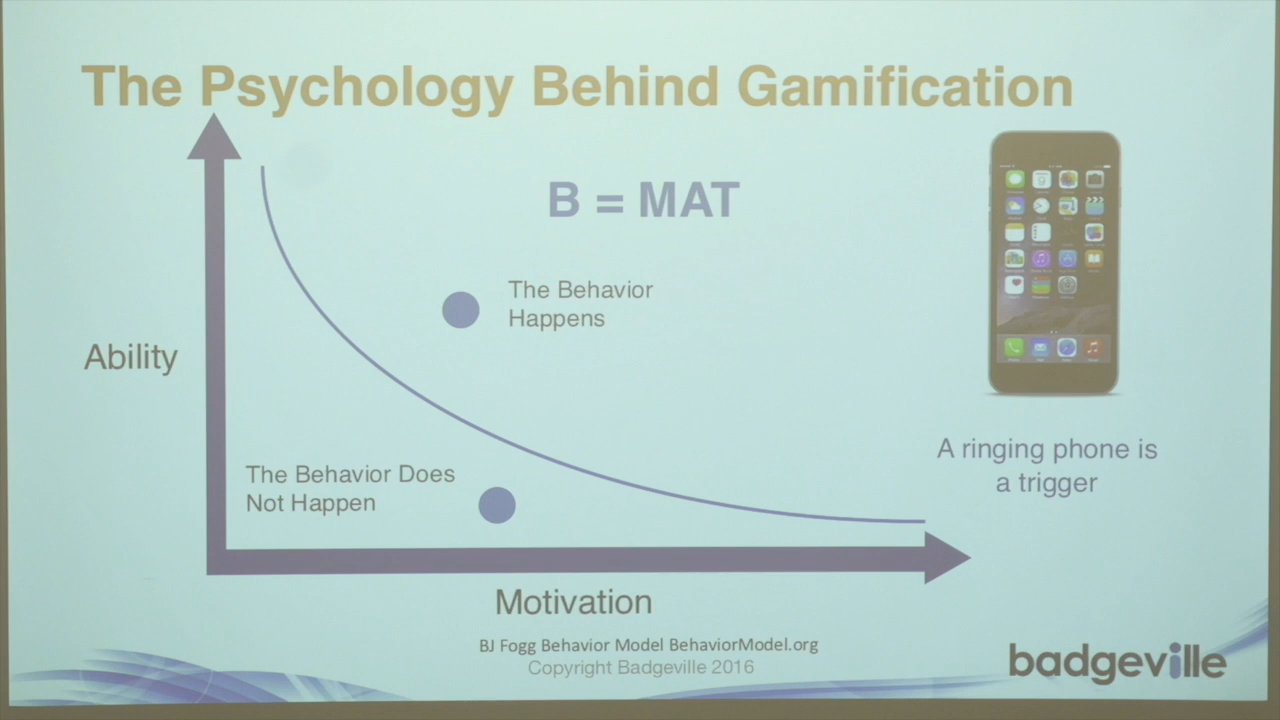 The Psychology Behind Gamification
B = MAT
The Behavior
Happens
Ability
The Behavior Does
Not Happen
A ringing phone is
a trigger
Motivation
BJ Fogg Behavior Model BehaviorModel.org
Copyright Badgeville 2016
badgeville